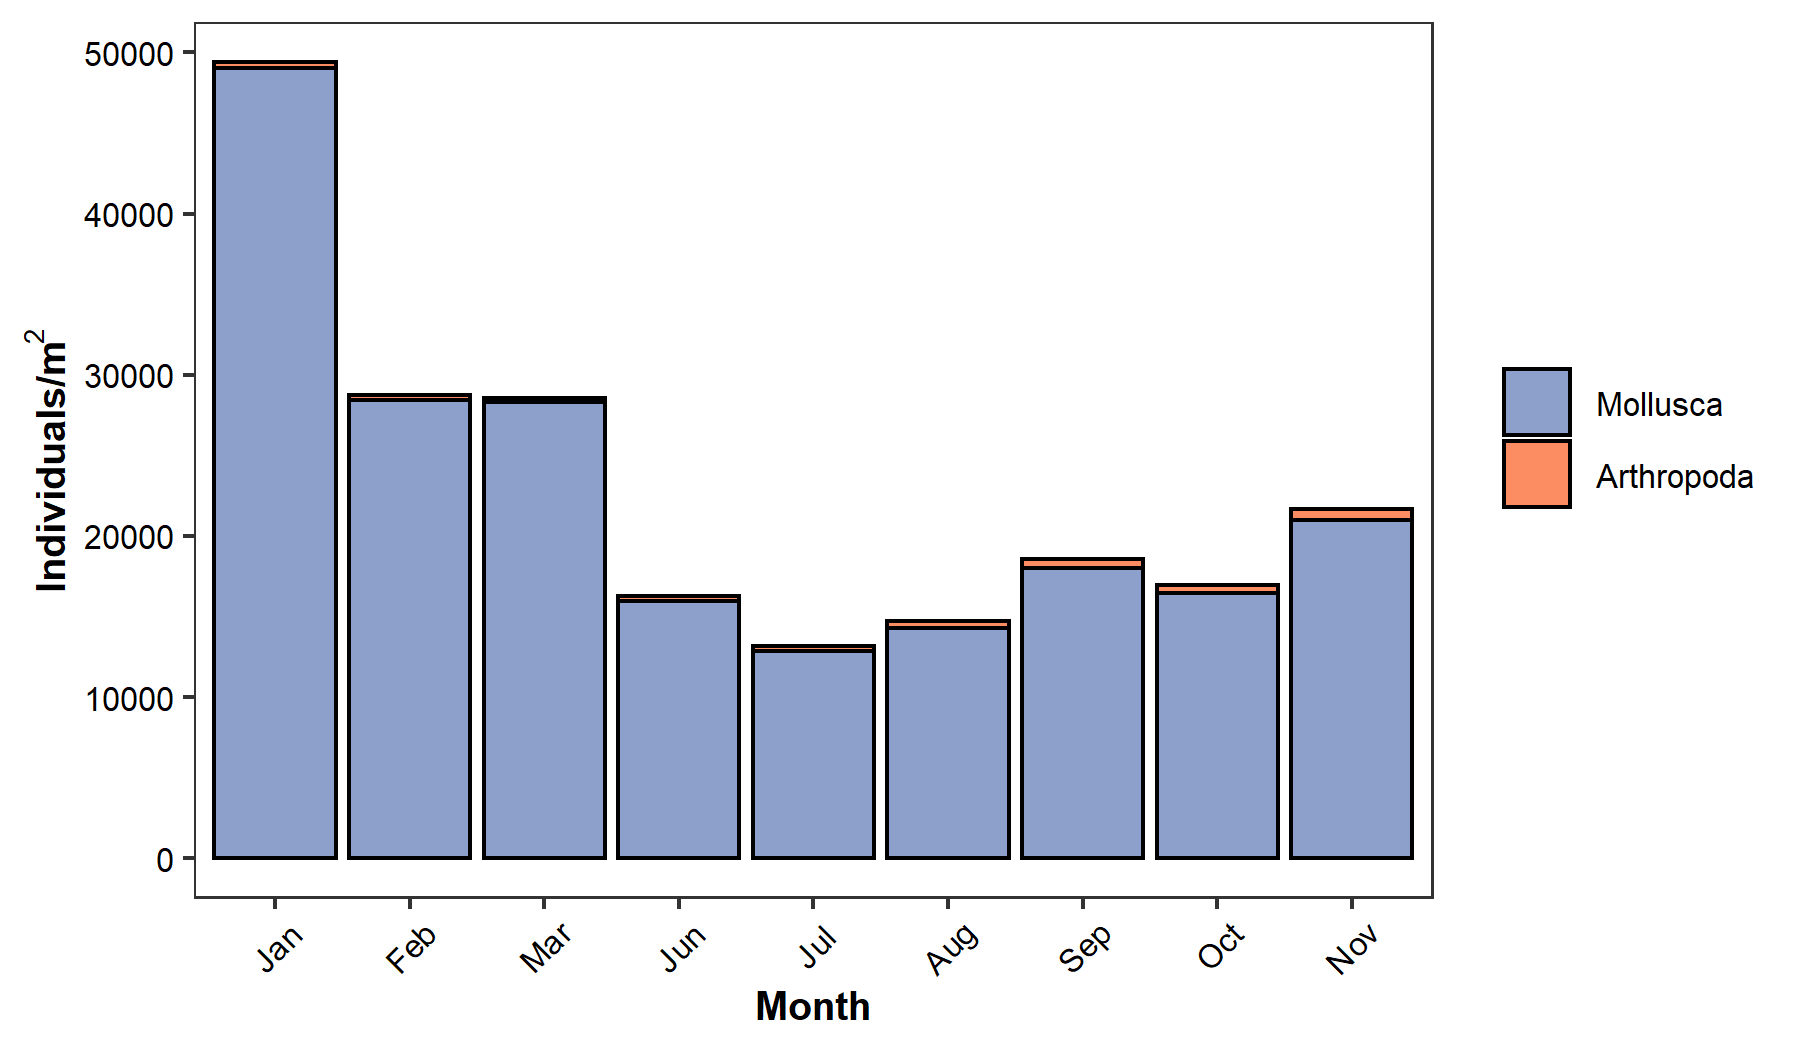 50000
40000
30000
20000
10000
0
Individuals/m²
Jan Feb Mar Jun Jul Aug Sep Oct Nov
Month
Mollusca
Arthropoda